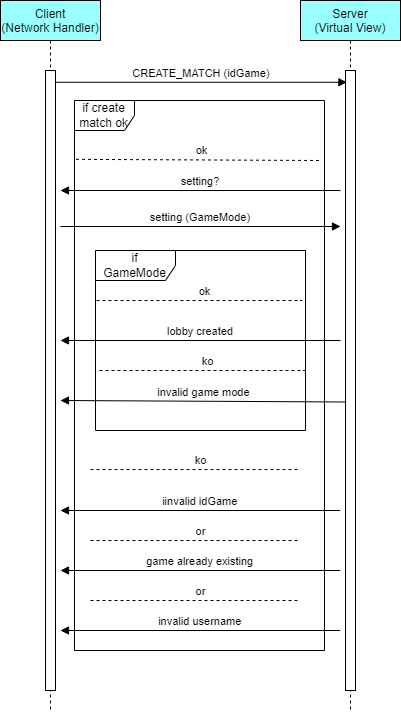 Client
(Network Handler)
Server
(Virtual View)
CREATE_MATCH (idGame)
if create
match ok
ok
setting?
setting (GameMode)
if
GameMode
ok
lobby created
ko
invalid game mode
ko
iinvalid idGame
or
game already existing
or
invalid username